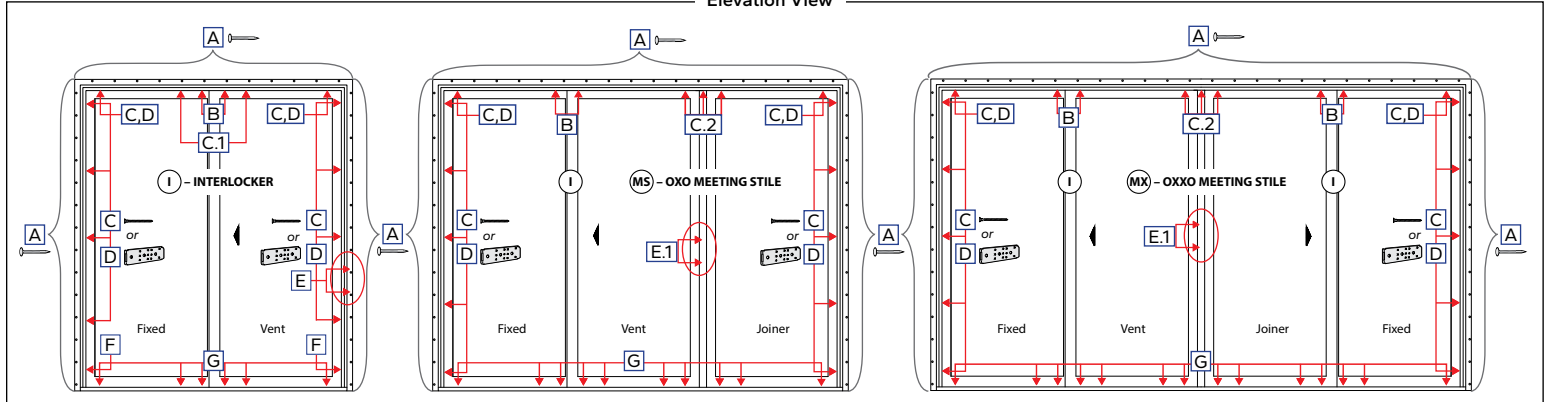 Elevation View
A A A
C,D B C,D C,D B C.2 C,D C,D B C.2 B C,D
C.1
I – INTERLOCKER I MS – OXO MEETING STILE I MX – OXXO MEETING STILE I
C C C C C C
A or or A or or A or or A
D D D E.1 D D E.1 D
E
Fixed Vent Fixed Vent Joiner Fixed Vent Joiner Fixed
F G F G G